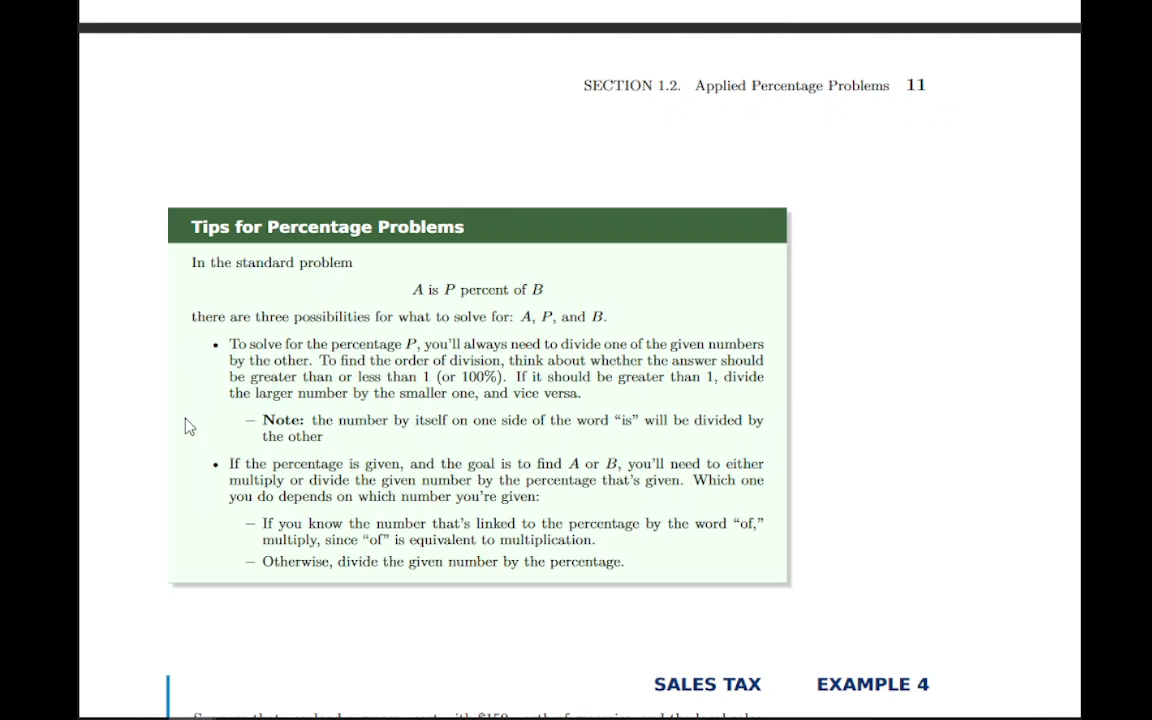 SECTION 1.2. Applied Percentage Problems 11
Tips for Percentage Problems
In the standard problem
A is P percent of B
there are three possibilities for what to solve for: A, P, and B.
• To solve for the percentage P, you'll always need to divide one of the given numbers
by the other. To find the order of division, think about whether the answer should
be greater than or less than 1 (or 100%). If it should be greater than 1, divide
the larger number by the smaller one, and vice versa.
– Note: the number by itself on one side of the word “is” will be divided by
the other
• If the percentage is given, and the goal is to find A or B, you'll need to either
multiply or divide the given number by the percentage that's given. Which one
you do depends on which number you're given:
– If you know the number that's linked to the percentage by the word “of,”
multiply, since “of” is equivalent to multiplication.
– Otherwise, divide the given number by the percentage.
SALES TAX EXAMPLE 4